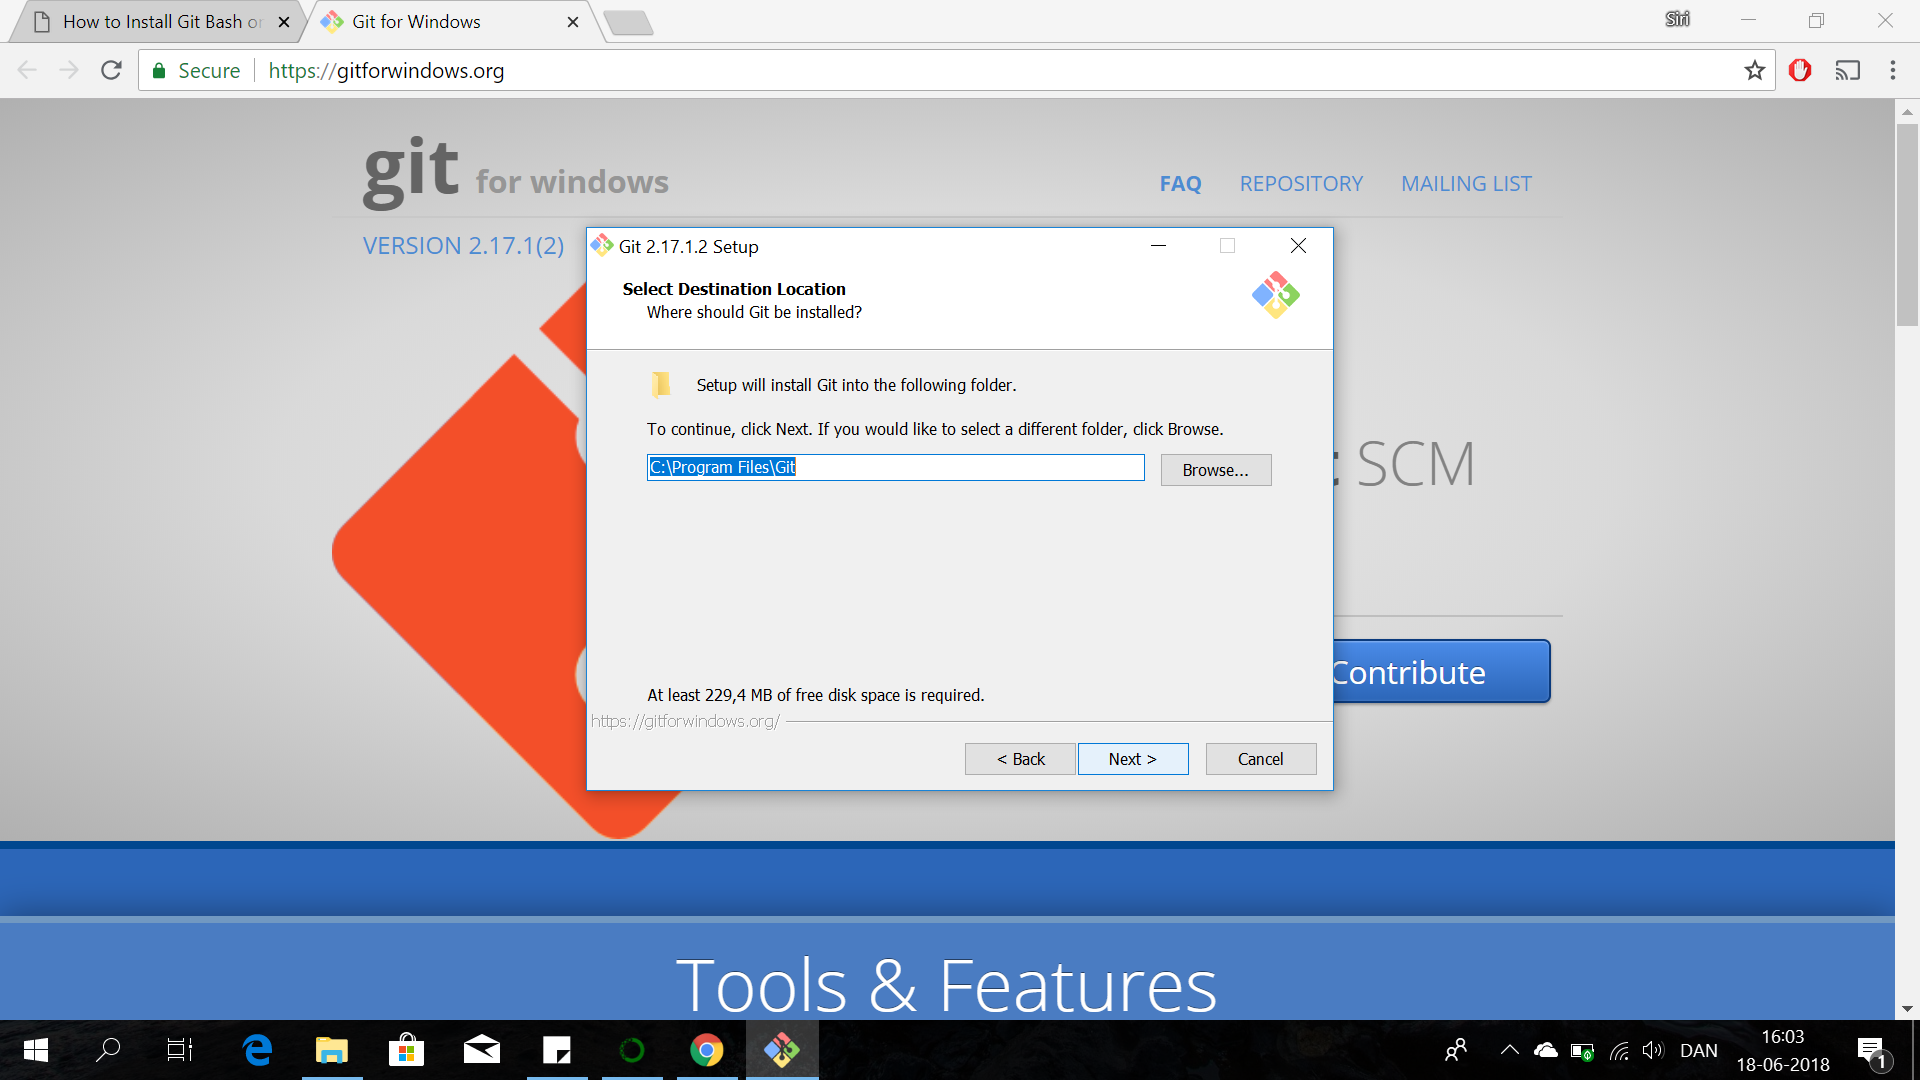 How to Install Git Bash o
Git for Windows
Siri
Secure
https://gitforwindows.org
git for windows
FAQ
REPOSITORY
MAILING LIST
VERSION 2.17.1(2)
Git 2.17.1.2 Setup
Select Destination Location
Where should Git be installed?
Setup will install Git into the following folder.
To continue, click Next. If you would like to select a different folder, click Browse.
C:\Program Files\Git
Browse...
SCM
Contribute
At least 229,4 MB of free disk space is required.
https://gitforwindows.org/
< Back
Next >
Cancel
Tools & Features
DAN
16:03
18-06-2018
1